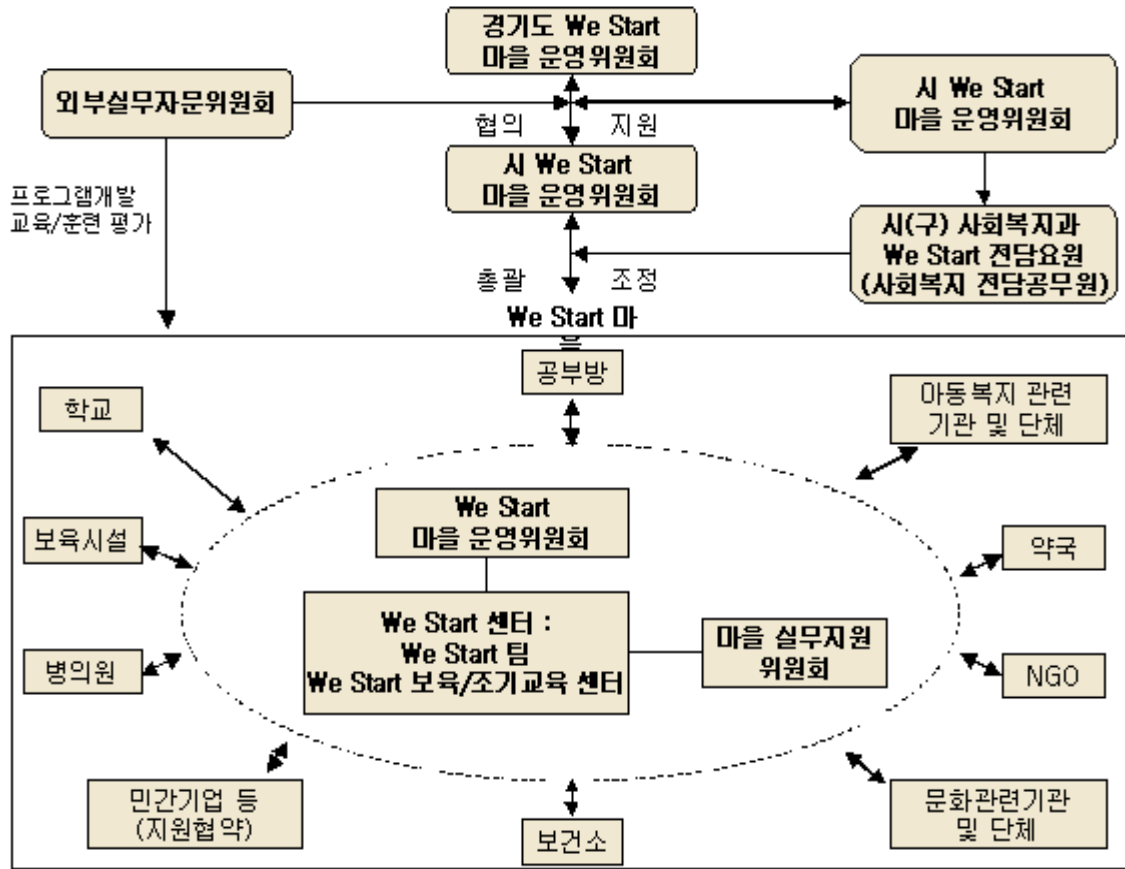 경기도 We Start
마을 운영위원회
외부실무자문위원회
시 We Start
마을 운영위원회
협의
지원
시 We Start
마을 운영위원회
프로그램개발
교육/훈련 평가
시(구) 사회복지과
We Start 전담요원
(사회복지 전담공무원)
총괄
조정
We Start 마
을
공부방
학교
아동복지 관련
기관 및 단체
We Start
마을 운영위원회
보육시설
약국
We Start 센터 :
We Start 팀
We Start 보육/조기교육 센터
마을 실무지원
위원회
병의원
NGO
민간기업 등
(지원협약)
보건소
문화관련기관
및 단체